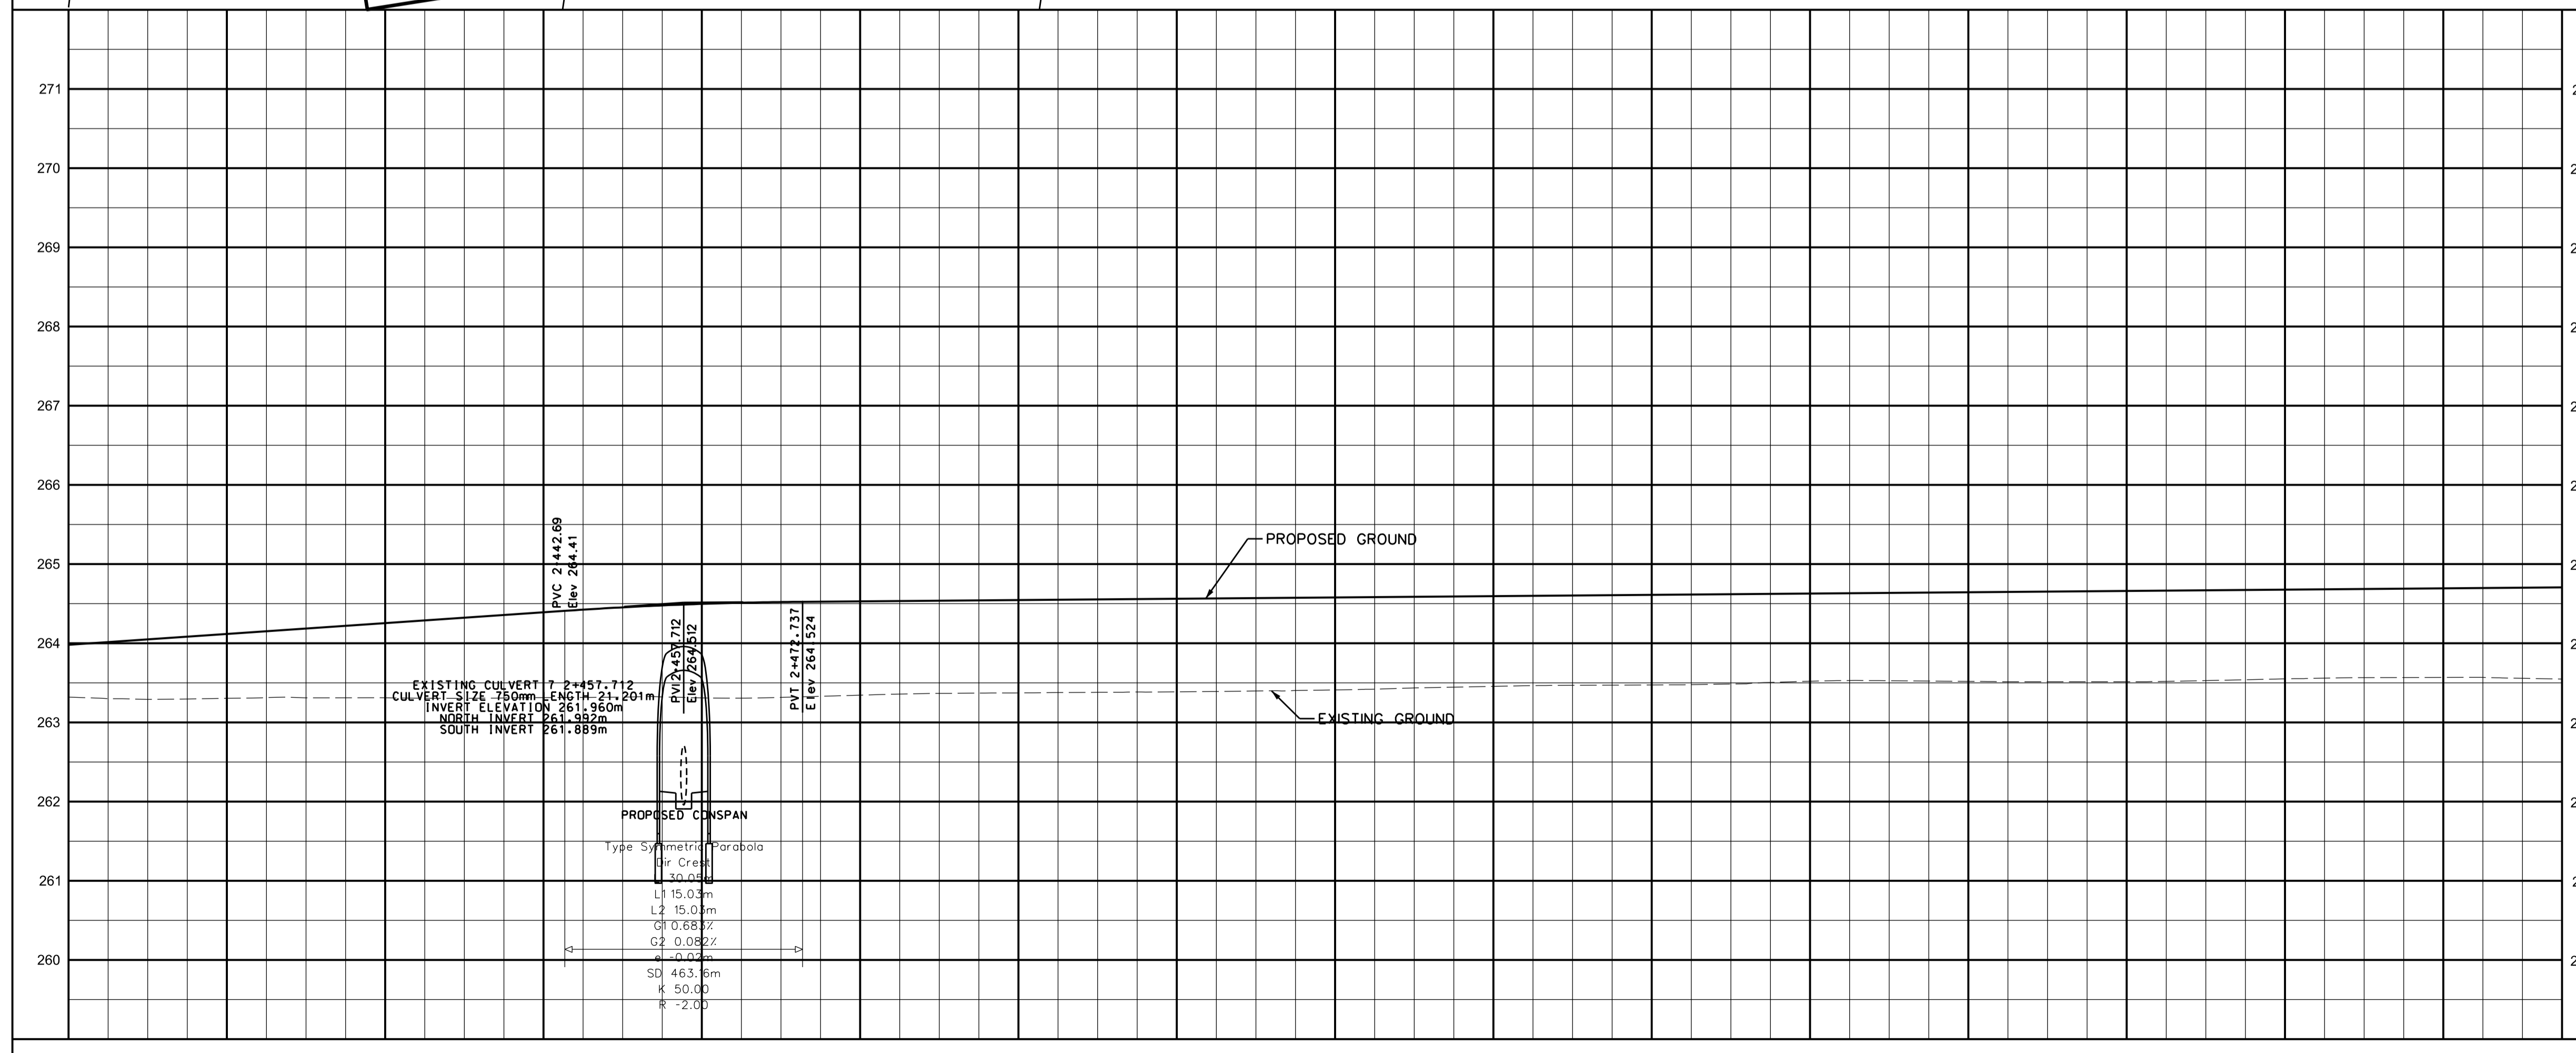 271
270
269
268
267
266
265
264
263
262
261
260
PVC 2+442.69
Elev 264.41
PVI 2+457.712
Elev 264.512
PVT 2+472.737
Elev 264.524
PROPOSED GROUND
EXISTING GROUND
EXISTING CULVERT 7 2+457.712
CULVERT SIZE 750mm LENGTH 21.201m
INVERT ELEVATION 261.960m
NORTH INVERT 261.992m
SOUTH INVERT 261.889m
PROPOSED CONSPAN
Type Symmetric Parabola
Dir Crest
30.05m
L1 15.03m
L2 15.03m
G1 0.683%
G2 0.082%
e -0.02m
SD 463.16m
K 50.00
R -2.00